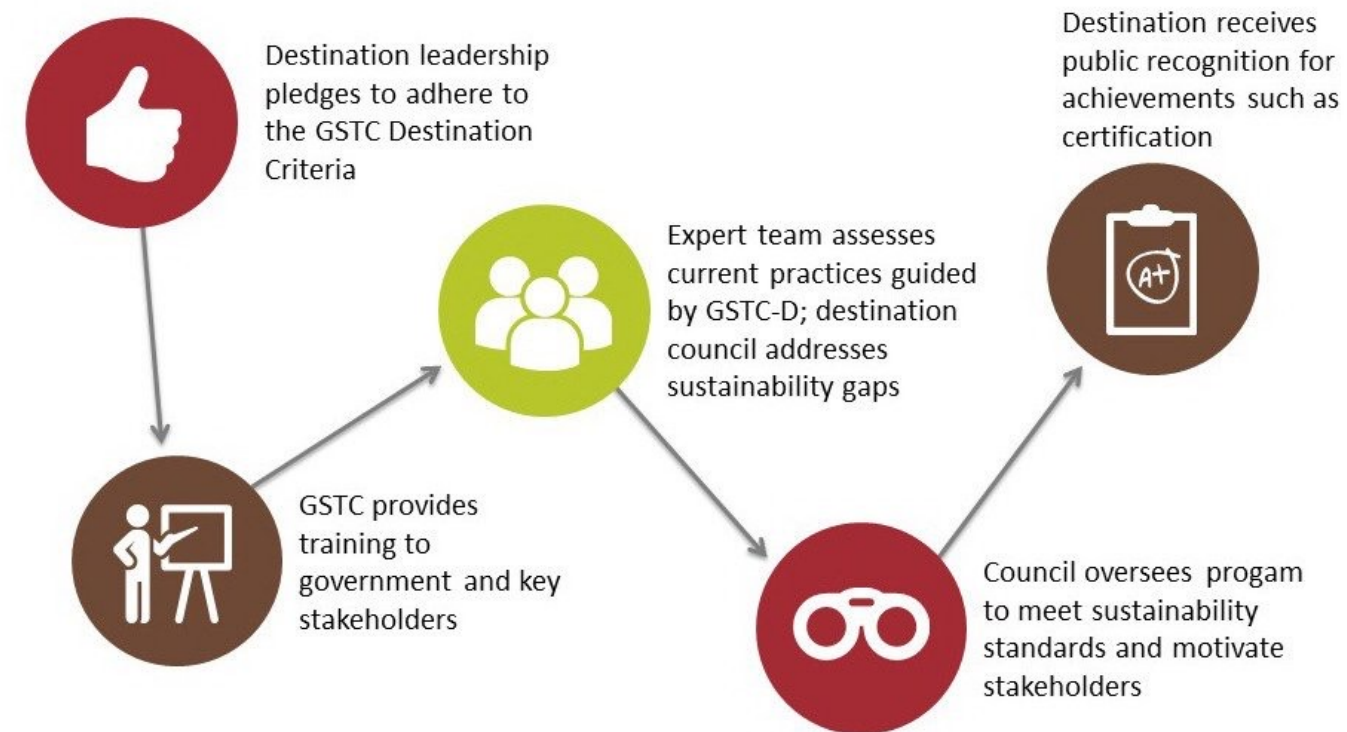 Destination leadership
pledges to adhere to
the GSTC Destination
Criteria
GSTC provides
training to
government and key
stakeholders
Expert team assesses
current practices guided
by GSTC-D; destination
council addresses
sustainability gaps
Council oversees progam
to meet sustainability
standards and motivate
stakeholders
Destination receives
public recognition for
achievements such as
certification
A+